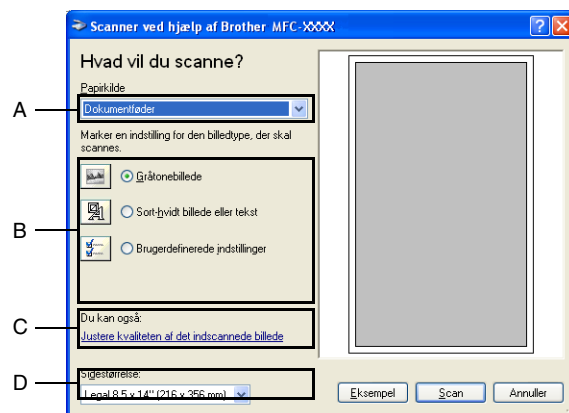 Scanner ved hjælp af Brother MFC-XXXX
Hvad vil du scanne?
Papirkilde
A
Dokumentføder
Marker en indstilling for den billedtype, der skal
scannes.
Gråtonebillede
B
Sort-hvidt billede eller tekst
Brugerdefinerede indstillinger
C
Du kan også:
Justere kvaliteten af det indscannede billede
D
Sidestørrelse:
Legal 8.5 x 14" (216 x 356 mm)
Eksempel Scan Annuller